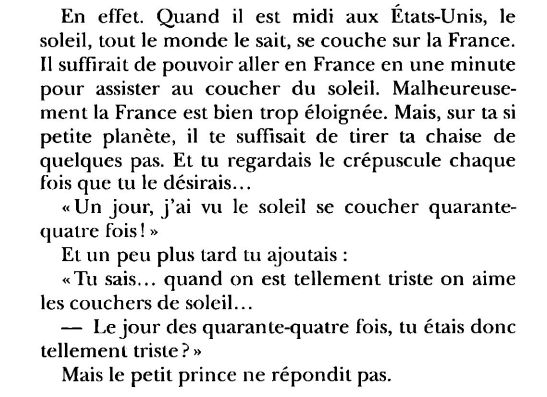 En effet. Quand il est midi aux États-Unis, le
soleil, tout le monde le sait, se couche sur la France.
Il suffirait de pouvoir aller en France en une minute
pour assister au coucher du soleil. Malheureuse-
ment la France est bien trop éloignée. Mais, sur ta si
petite planète, il te suffisait de tirer ta chaise de
quelques pas. Et tu regardais le crépuscule chaque
fois que tu le désirais...
« Un jour, j'ai vu le soleil se coucher quarante-
quatre fois ! »
Et un peu plus tard tu ajoutais :
« Tu sais... quand on est tellement triste on aime
les couchers de soleil...
— Le jour des quarante-quatre fois, tu étais donc
tellement triste ? »
Mais le petit prince ne répondit pas.